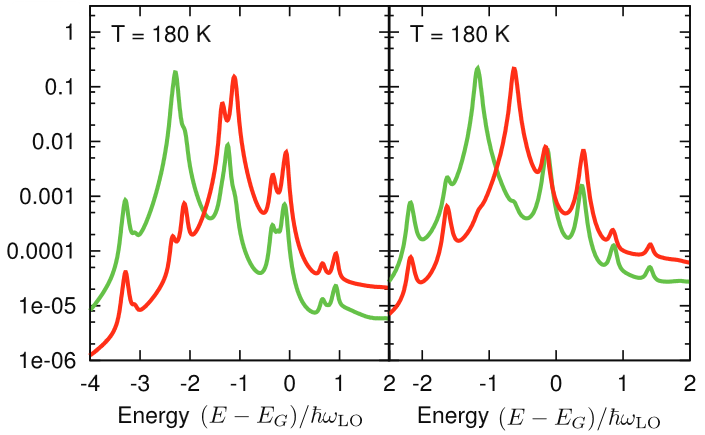 T = 180 K
T = 180 K
1
0.1
0.01
0.001
0.0001
1e-05
1e-06
-4 -3 -2 -1 0 1 2
-2 -1 0 1 2
Energy (E − E_G)/ħω_LO
Energy (E − E_G)/ħω_LO